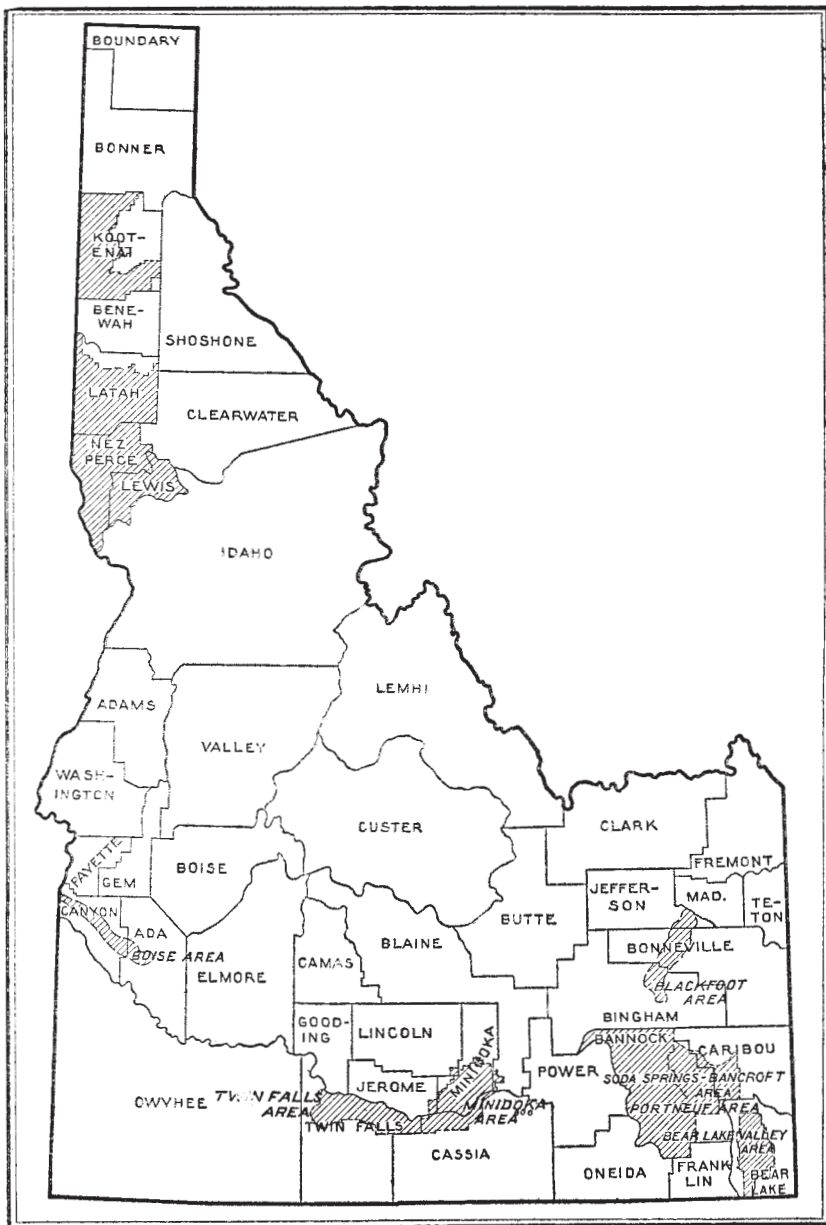 BOUNDARY
BONNER
KOOT-
ENAI
BENE-
WAH
SHOSHONE
LATAH
CLEARWATER
NEZ
PERCE
LEWIS
IDAHO
LEMHI
ADAMS
VALLEY
WASH-
INGTON
CUSTER
CLARK
FREMONT
PAYETTE
GEM
BOISE
JEFFER-
SON
MAD.
TE-
TON
CANYON
ADA
BOISE AREA
BUTTE
BLAINE
BONNEVILLE
ELMORE
CAMAS
BLACKFOOT
AREA
BINGHAM
GOOD-
ING
LINCOLN
MINIDOKA
BANNOCK
CARIBOU
POWER
JEROME
SODA SPRINGS-BANCROFT
AREA
OWYHEE
TWIN FALLS
AREA
MINIDOKA
AREA
PORTNEUF AREA
TWIN FALLS
BEAR LAKE VALLEY
AREA
CASSIA
ONEIDA
FRANK
LIN
BEAR
LAKE